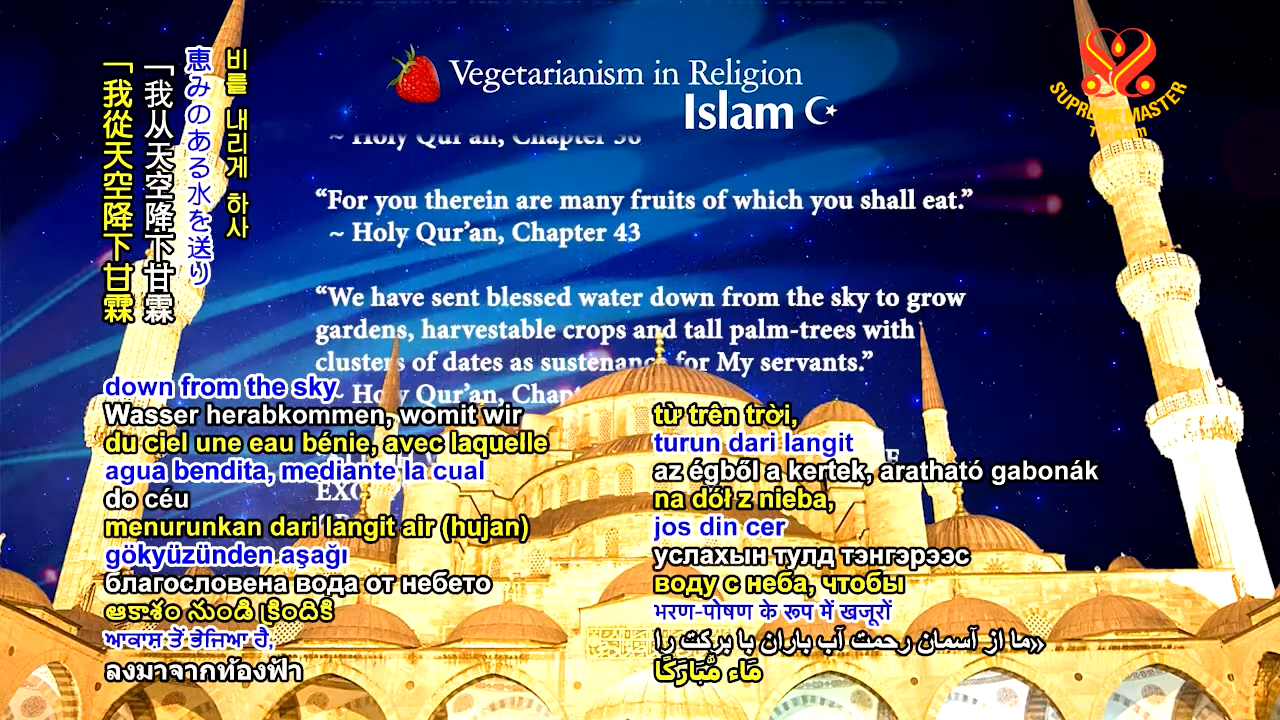 Vegetarianism in Religion
Islam
~ Holy Qur'an, Chapter 36
“For you therein are many fruits of which you shall eat.”
~ Holy Qur’an, Chapter 43
“We have sent blessed water down from the sky to grow
gardens, harvestable crops and tall palm-trees with
clusters of dates as sustenance for My servants.”
~ Holy Qur’an,
SUPREME MASTER
「我從天空降下甘霖
「我从天空降下甘霖
恵みのある水を送り
비를 내리게 하사
down from the sky
Wasser herabkommen, womit wir
du ciel une eau bénie, avec laquelle
agua bendita, mediante la cual
do céu
menurunkan dari langit air (hujan)
gökyüzünden aşağı
благословена вода от небето
ఆకాశం నుండి క్రిందికి
ਆਕਾਸ਼ ਤੋਂ ਭੇਜਿਆ ਹੈ,
ลงมาจากท้องฟ้า
từ trên trời,
turun dari langit
az égből a kertek, aratható gabonák
na dół z nieba,
jos din cer
услахын тулд тэнгэрээс
воду с неба, чтобы
भरण-पोषण के रूप में खजूरों
«ما از آسمان رحمت آب باران با برکت را
مَاء مُّبَارَكًا